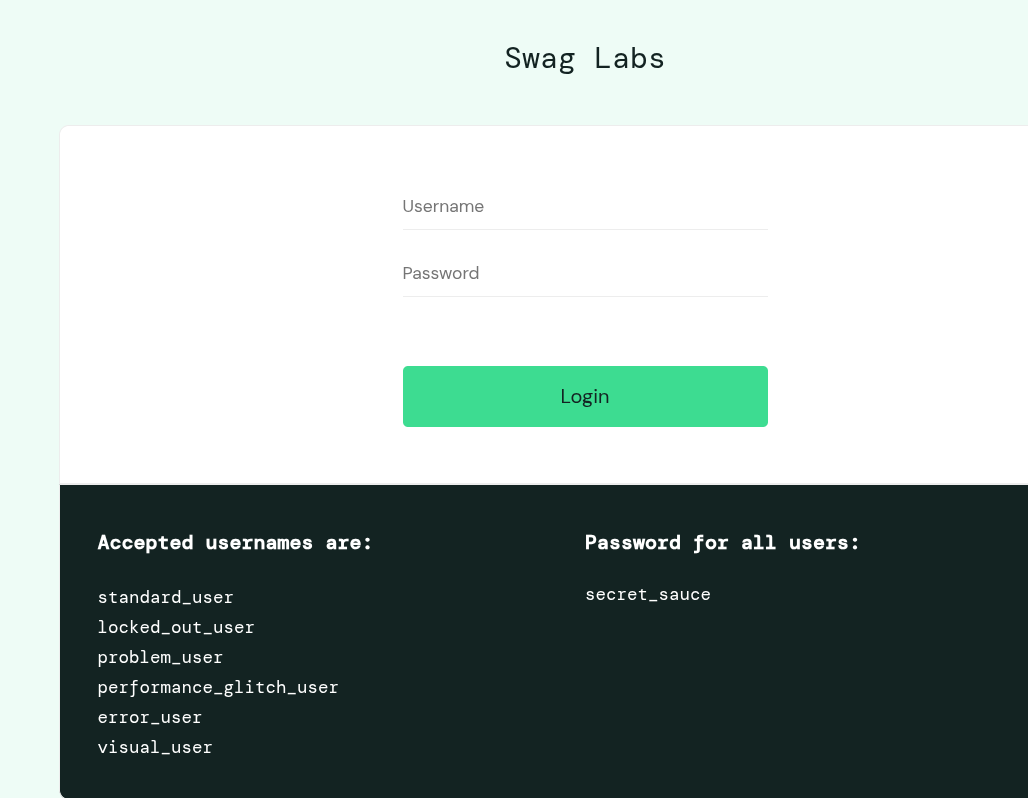 Swag Labs
Username
Password
Login
Accepted usernames are:
standard_user
locked_out_user
problem_user
performance_glitch_user
error_user
visual_user
Password for all users:
secret_sauce